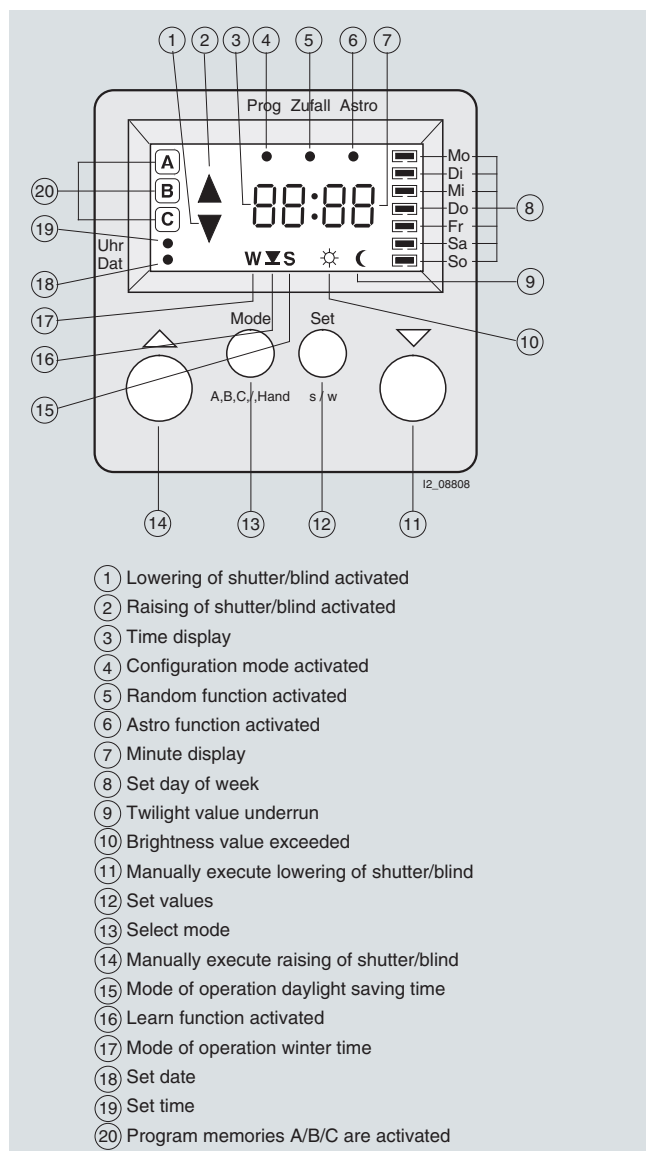 1 2 3 4 5 6 7
Prog Zufall Astro
A
B
C
20
19
Uhr
Dat
18
88:88
W S
Mo
Di
Mi
Do
Fr
Sa
So
8
9
17
16
15
Mode Set
10
A,B,C,/,Hand s / w
I2_08808
14 13 12 11
1 Lowering of shutter/blind activated
2 Raising of shutter/blind activated
3 Time display
4 Configuration mode activated
5 Random function activated
6 Astro function activated
7 Minute display
8 Set day of week
9 Twilight value underrun
10 Brightness value exceeded
11 Manually execute lowering of shutter/blind
12 Set values
13 Select mode
14 Manually execute raising of shutter/blind
15 Mode of operation daylight saving time
16 Learn function activated
17 Mode of operation winter time
18 Set date
19 Set time
20 Program memories A/B/C are activated